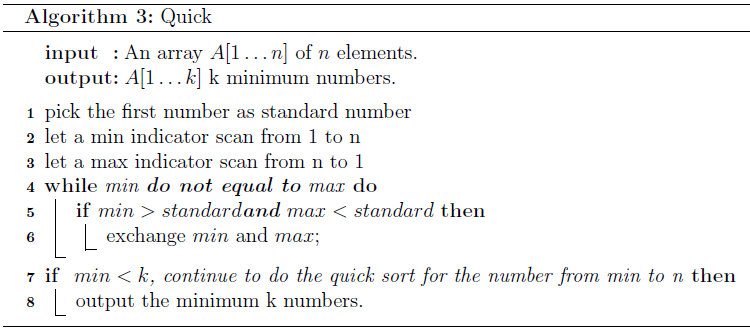 Algorithm 3: Quick
input : An array A[1...n] of n elements.
output: A[1...k] k minimum numbers.
1 pick the first number as standard number
2 let a min indicator scan from 1 to n
3 let a max indicator scan from n to 1
4 while min do not equal to max do
5 if min > standardand max < standard then
6 exchange min and max;
7 if min < k, continue to do the quick sort for the number from min to n then
8 output the minimum k numbers.